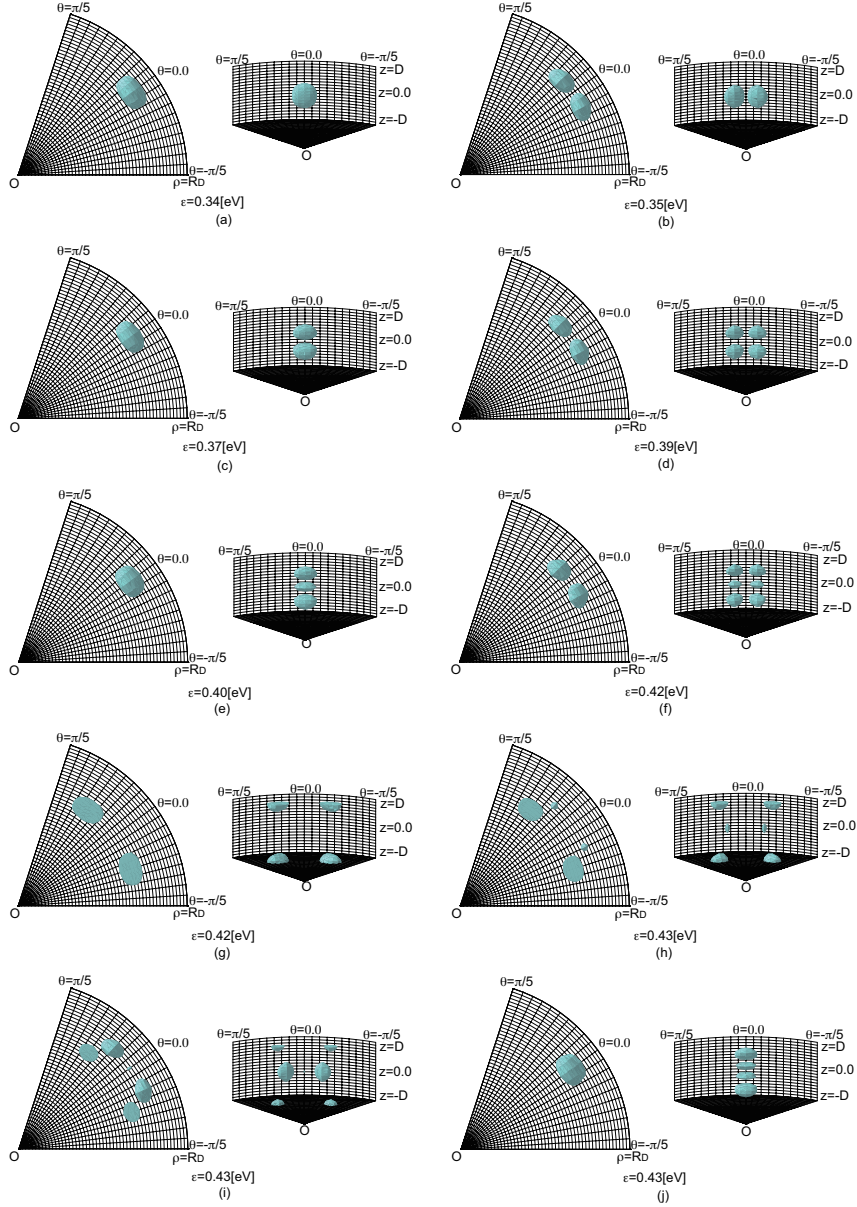 θ=π/5
θ=0.0
θ=-π/5
ρ=RD
O
θ=π/5
θ=0.0
θ=-π/5
z=D
z=0.0
z=-D
O
ε=0.34[eV]
(a)
θ=π/5
θ=0.0
θ=-π/5
ρ=RD
O
θ=π/5
θ=0.0
θ=-π/5
z=D
z=0.0
z=-D
O
ε=0.35[eV]
(b)
θ=π/5
θ=0.0
θ=-π/5
ρ=RD
O
θ=π/5
θ=0.0
θ=-π/5
z=D
z=0.0
z=-D
O
ε=0.37[eV]
(c)
θ=π/5
θ=0.0
θ=-π/5
ρ=RD
O
θ=π/5
θ=0.0
θ=-π/5
z=D
z=0.0
z=-D
O
ε=0.39[eV]
(d)
θ=π/5
θ=0.0
θ=-π/5
ρ=RD
O
θ=π/5
θ=0.0
θ=-π/5
z=D
z=0.0
z=-D
O
ε=0.40[eV]
(e)
θ=π/5
θ=0.0
θ=-π/5
ρ=RD
O
θ=π/5
θ=0.0
θ=-π/5
z=D
z=0.0
z=-D
O
ε=0.42[eV]
(f)
θ=π/5
θ=0.0
θ=-π/5
ρ=RD
O
θ=π/5
θ=0.0
θ=-π/5
z=D
z=0.0
z=-D
O
ε=0.42[eV]
(g)
θ=π/5
θ=0.0
θ=-π/5
ρ=RD
O
θ=π/5
θ=0.0
θ=-π/5
z=D
z=0.0
z=-D
O
ε=0.43[eV]
(h)
θ=π/5
θ=0.0
θ=-π/5
ρ=RD
O
θ=π/5
θ=0.0
θ=-π/5
z=D
z=0.0
z=-D
O
ε=0.43[eV]
(i)
θ=π/5
θ=0.0
θ=-π/5
ρ=RD
O
θ=π/5
θ=0.0
θ=-π/5
z=D
z=0.0
z=-D
O
ε=0.43[eV]
(j)